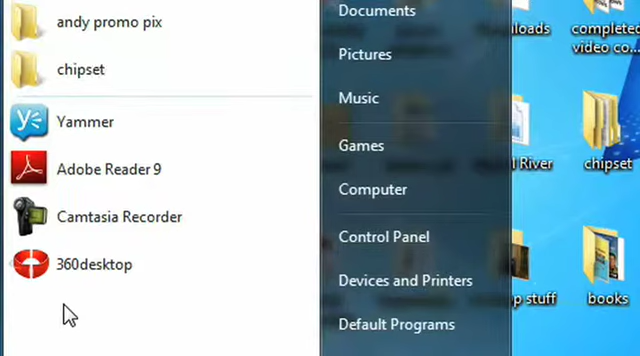 andy promo pix
chipset
Yammer
Adobe Reader 9
Camtasia Recorder
360desktop
Documents
Pictures
Music
Games
Computer
Control Panel
Devices and Printers
Default Programs
completed
video co...
chipset
River
stuff
books